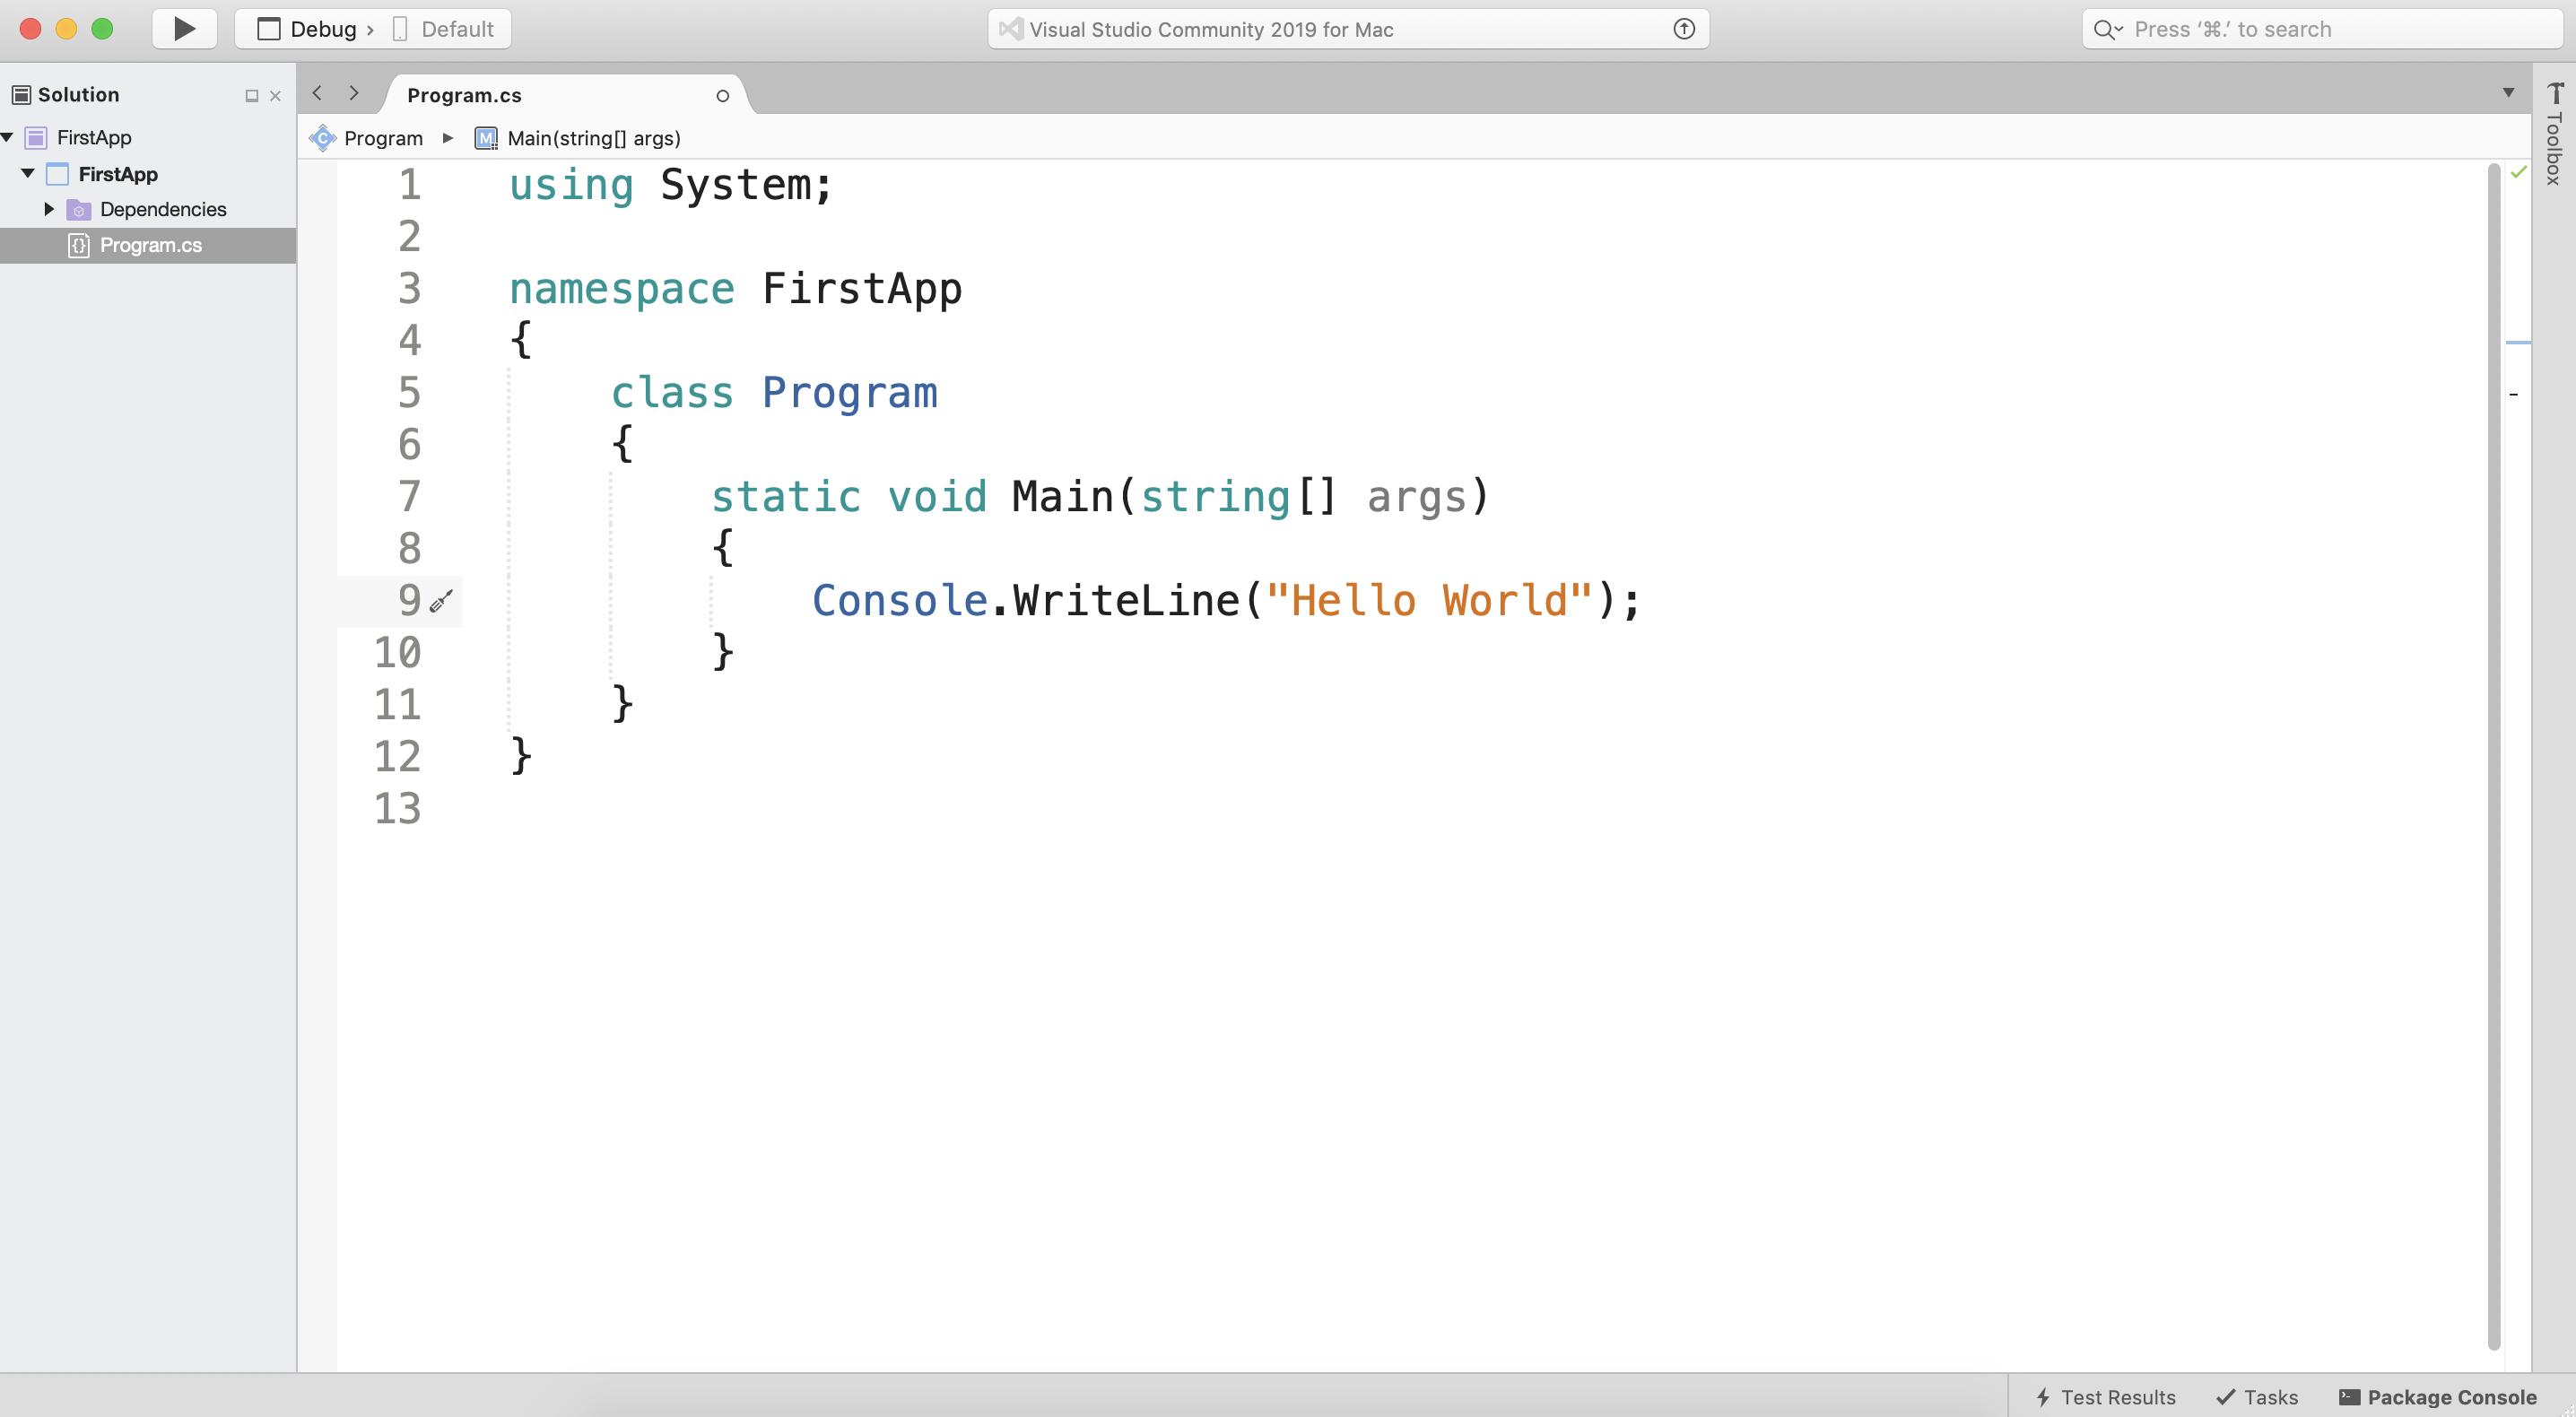 Debug › Default
Visual Studio Community 2019 for Mac
Press ‘⌘.’ to search
Solution
FirstApp
FirstApp
Dependencies
Program.cs
Program.cs
Program
Main(string[] args)
1 using System;
2
3 namespace FirstApp
4 {
5 class Program
6 {
7 static void Main(string[] args)
8 {
9 Console.WriteLine("Hello World");
10 }
11 }
12 }
13
Toolbox
Test Results
Tasks
Package Console